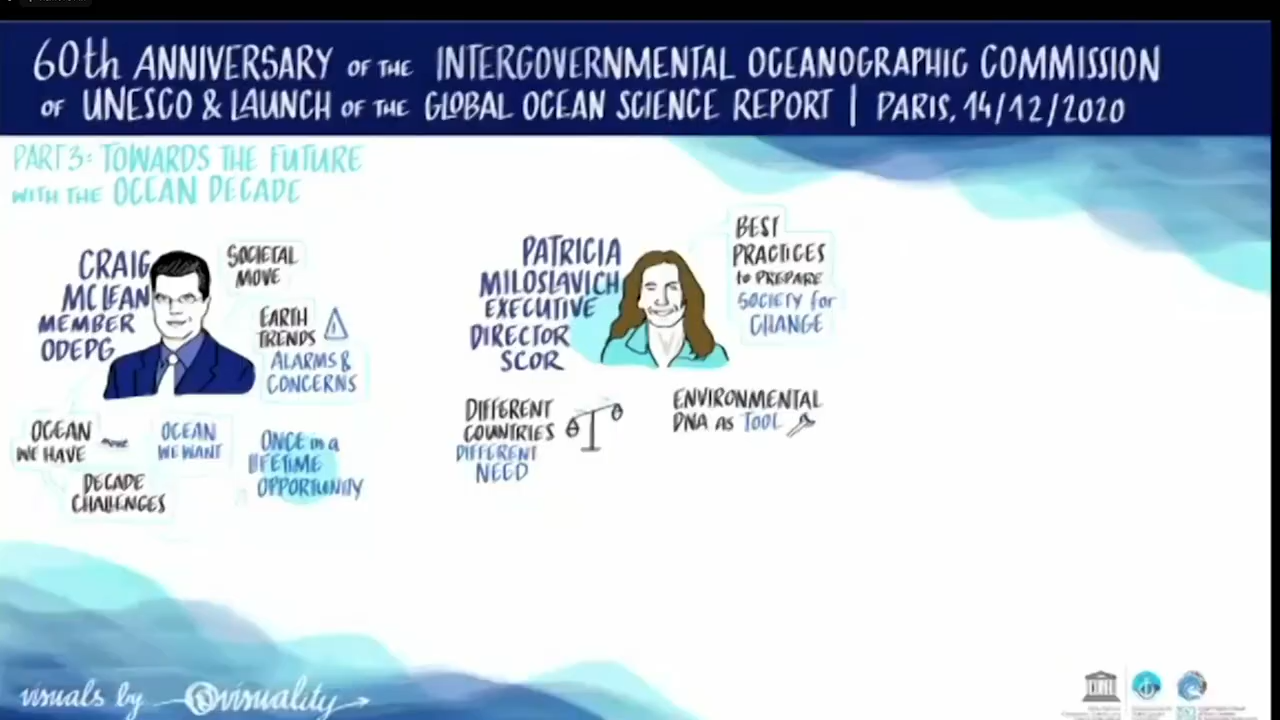 60th ANNIVERSARY OF THE INTERGOVERNMENTAL OCEANOGRAPHIC COMMISSION
OF UNESCO & LAUNCH OF THE GLOBAL OCEAN SCIENCE REPORT | PARIS, 14/12/2020
PART 3: TOWARDS THE FUTURE
WITH THE OCEAN DECADE
CRAIG
MCLEAN
MEMBER
ODEPG
SOCIETAL
MOVE
EARTH
TRENDS
ALARMS &
CONCERNS
OCEAN
WE HAVE
OCEAN
WE WANT
DECADE
CHALLENGES
ONCE in a
LIFETIME
OPPORTUNITY
PATRICIA
MILOSLAVICH
EXECUTIVE
DIRECTOR
SCOR
BEST
PRACTICES
to PREPARE
SOCIETY for
CHANGE
DIFFERENT
COUNTRIES
DIFFERENT
NEED
ENVIRONMENTAL
DNA AS TOOL
visuals by visuality